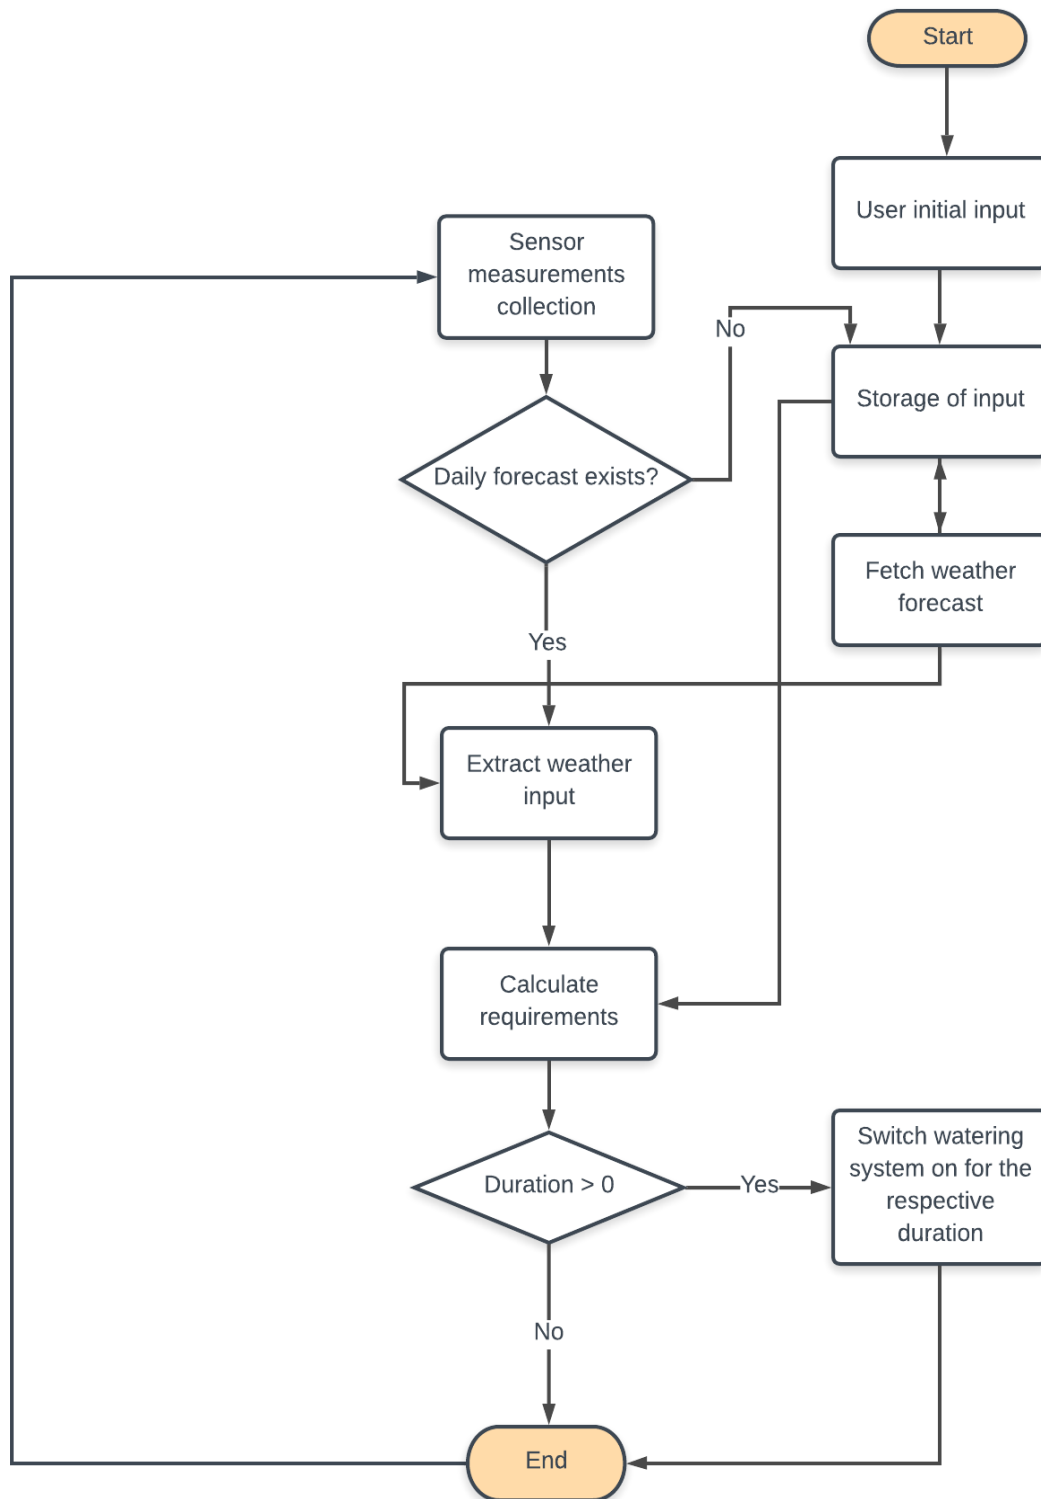 Start
User initial input
Sensor
measurements
collection
No
Storage of input
Daily forecast exists?
Fetch weather
forecast
Yes
Extract weather
input
Calculate
requirements
Duration > 0
Yes
Switch watering
system on for the
respective
duration
No
End